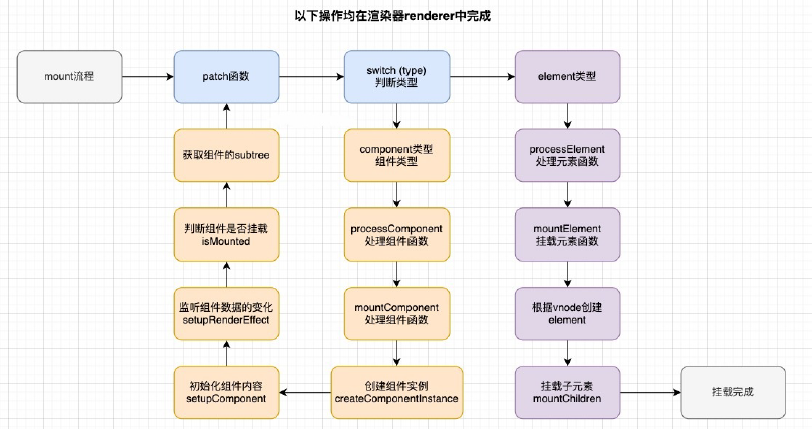 以下操作均在渲染器renderer中完成
mount流程
patch函数
switch (type)
判断类型
element类型
获取组件的subtree
component类型
组件类型
processElement
处理元素函数
判断组件是否挂载
isMounted
processComponent
处理组件函数
mountElement
挂载元素函数
监听组件数据的变化
setupRenderEffect
mountComponent
处理组件函数
根据vnode创建
element
初始化组件内容
setupComponent
创建组件实例
createComponentInstance
挂载子元素
mountChildren
挂载完成